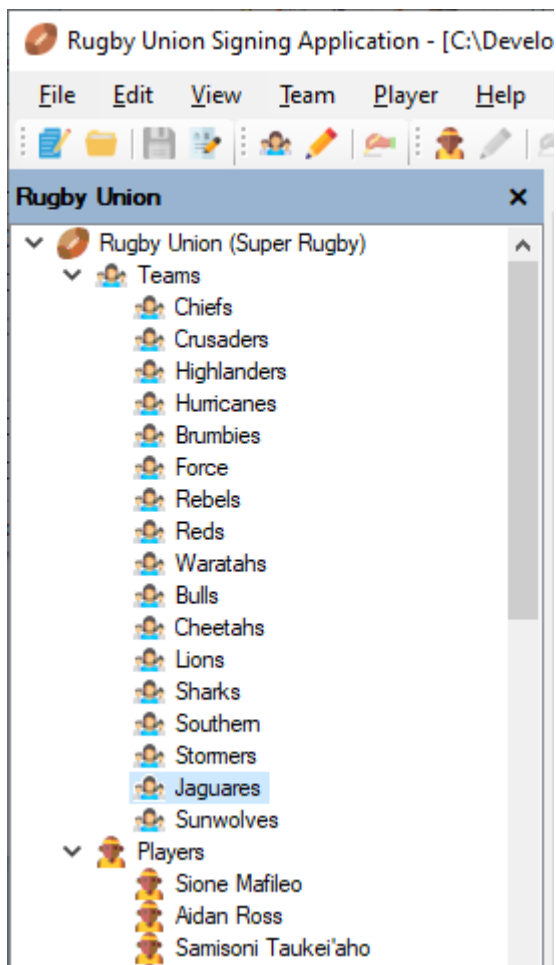 Rugby Union Signing Application - [C:\Develo
File Edit View Team Player Help
Rugby Union
Rugby Union (Super Rugby)
Teams
Chiefs
Crusaders
Highlanders
Hurricanes
Brumbies
Force
Rebels
Reds
Waratahs
Bulls
Cheetahs
Lions
Sharks
Southern
Stormers
Jaguares
Sunwolves
Players
Sione Mafileo
Aidan Ross
Samisoni Taukei'aho